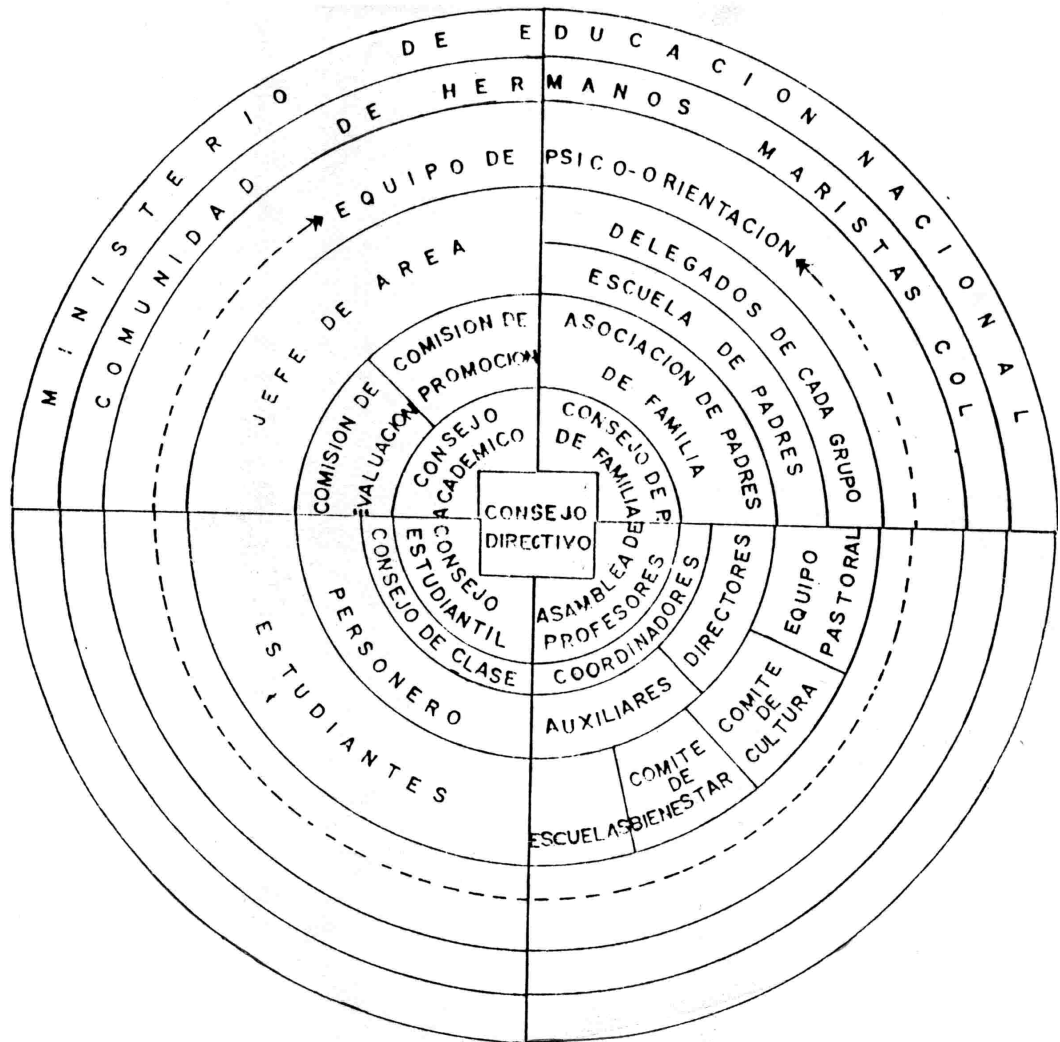 MINISTERIO DE EDUCACION NACIONAL
COMUNIDAD DE HERMANOS MARISTAS COL
EQUIPO DE PSICO-ORIENTACION
JEFE DE AREA
DELEGADOS DE CADA GRUPO
ESCUELA DE PADRES
COMISION DE
PROMOCION
ASOCIACION DE PADRES
DE FAMILIA
COMISION DE
EVALUACION
CONSEJO
ACADEMICO
CONSEJO DE P
DE FAMILIA
CONSEJO
DIRECTIVO
CONSEJO
ESTUDIANTIL
CONSEJO DE CLASE
PERSONERO
ESTUDIANTES
ASAMBLEA DE
PROFESORES
COORDINADORES
DIRECTORES
AUXILIARES
EQUIPO
PASTORAL
COMITE
DE
CULTURA
COMITE
DE
BIENESTAR
ESCUELAS